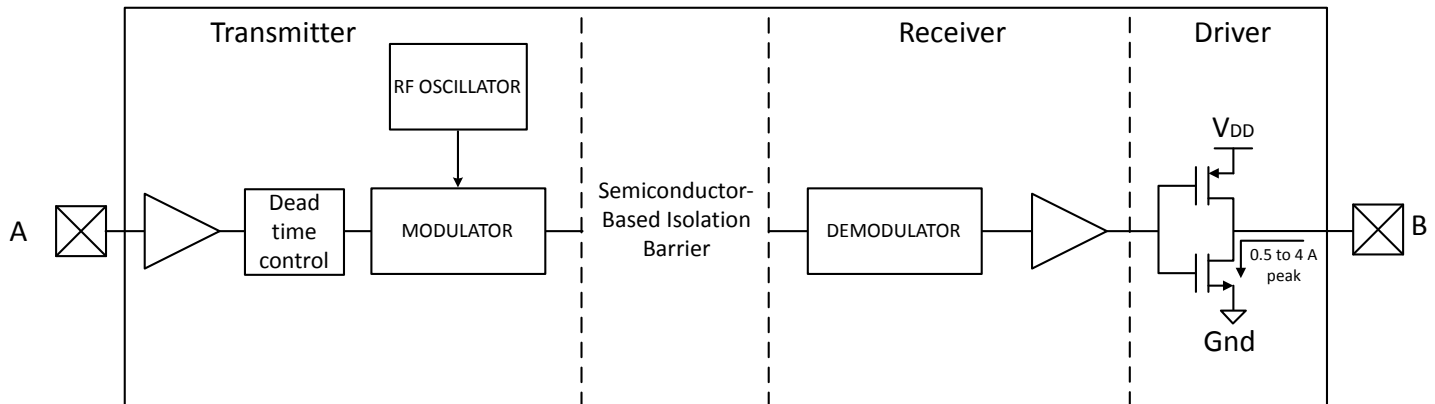 Transmitter
Receiver
Driver
RF OSCILLATOR
VDD
A
Dead
time
control
MODULATOR
Semiconductor-
Based Isolation
Barrier
DEMODULATOR
0.5 to 4 A
peak
B
Gnd